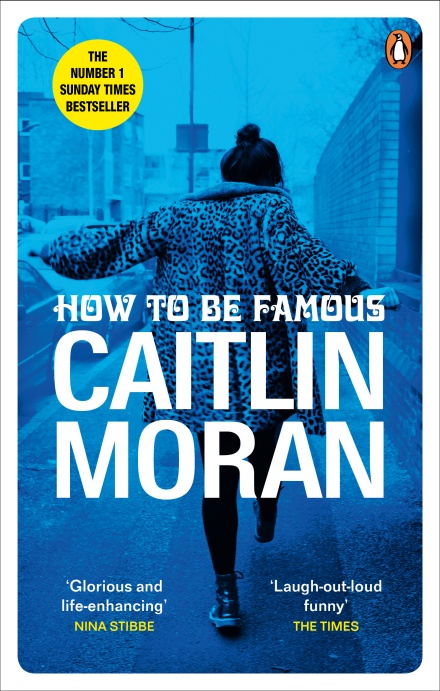 THE
NUMBER 1
SUNDAY TIMES
BESTSELLER
HOW TO BE FAMOUS
CAITLIN
MORAN
‘Glorious and
life-enhancing’
NINA STIBBE
‘Laugh-out-loud
funny’
THE TIMES